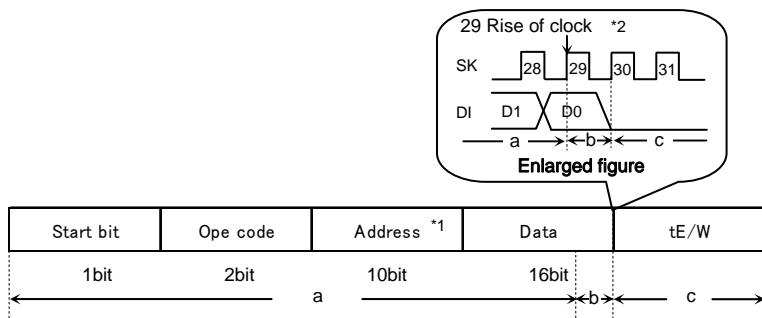 29 Rise of clock *2
SK 28 29 30 31
DI D1 D0
a b c
Enlarged figure
Start bit Ope code Address *1 Data tE/W
1bit 2bit 10bit 16bit
a b c